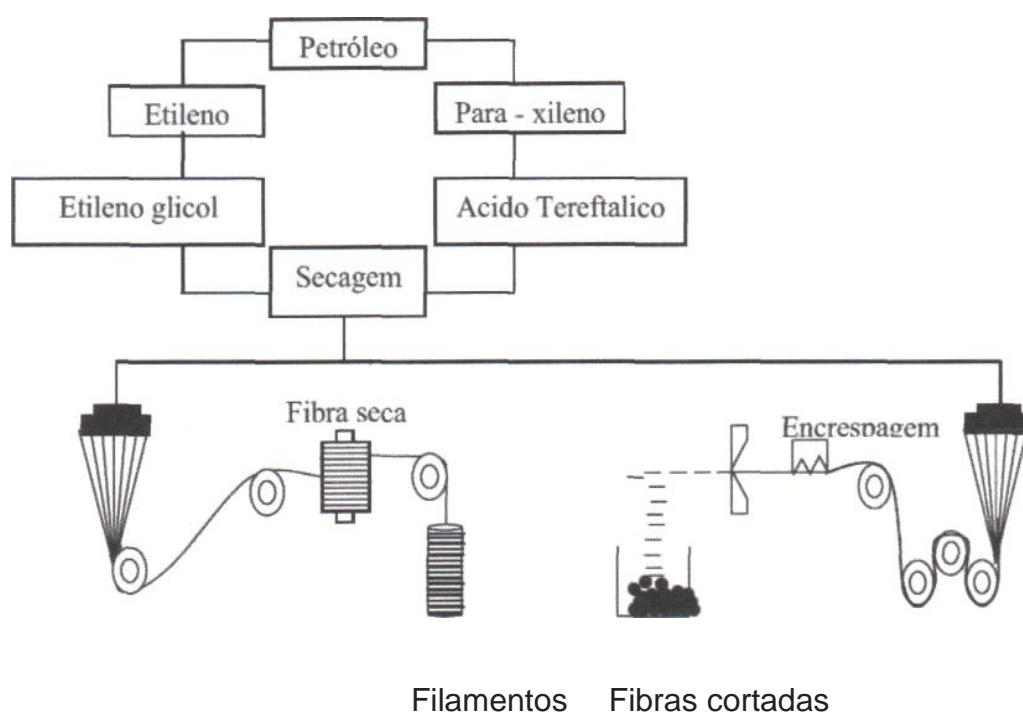 Petróleo
Etileno
Para - xileno
Etileno glicol
Acido Tereftalico
Secagem
Fibra seca
Encrespagem
Filamentos Fibras cortadas